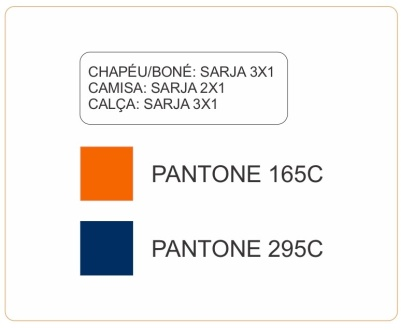 CHAPÉU/BONÉ: SARJA 3X1
CAMISA: SARJA 2X1
CALÇA: SARJA 3X1
PANTONE 165C
PANTONE 295C